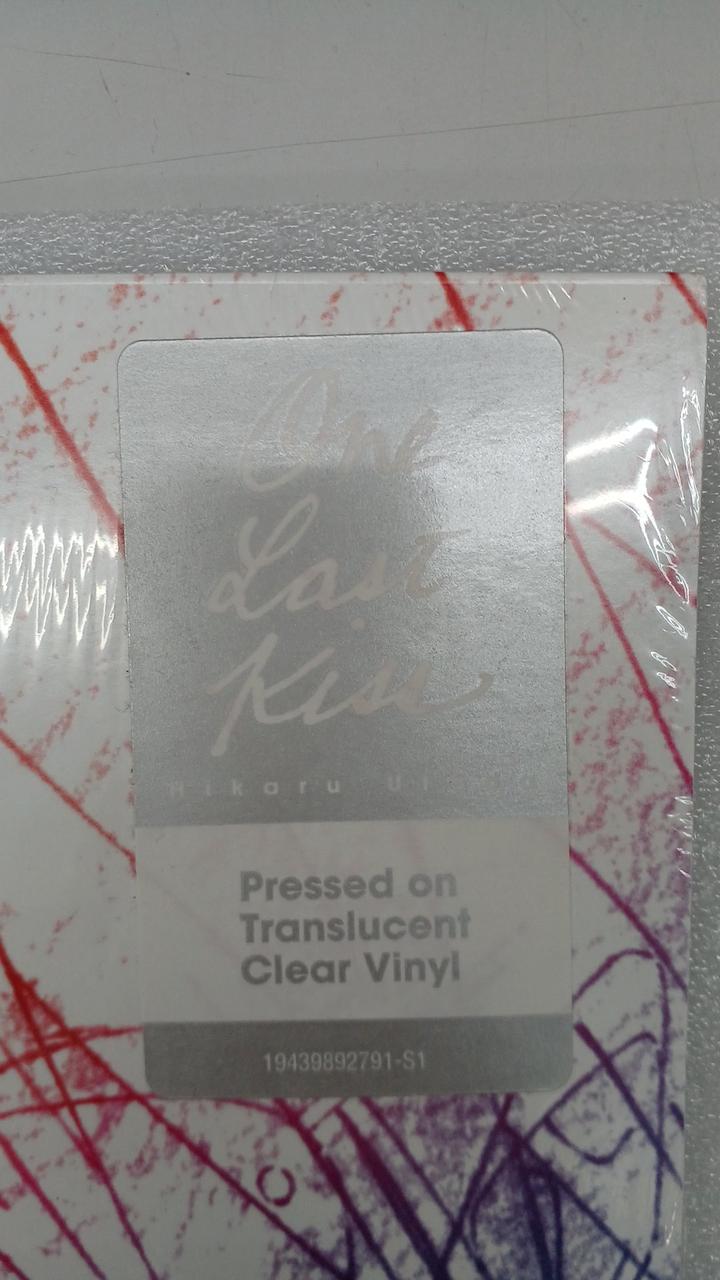 One
Last
Kiss
Hikaru
Pressed on
Translucent
Clear Vinyl
19439892791-S1